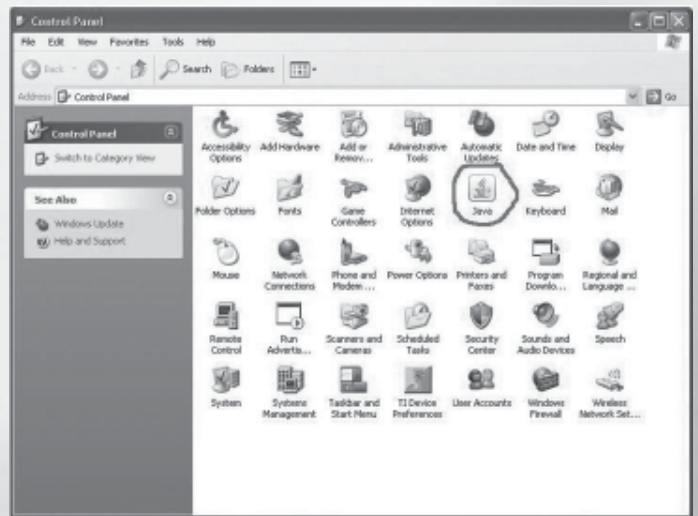 Control Panel
File Edit View Favorites Tools Help
Back Search Folders
Address Control Panel Go
Control Panel
Switch to Category View
See Also
Windows Update
Help and Support
Accessibility Options
Add Hardware
Add or Remov...
Administrative Tools
Automatic Updates
Date and Time
Display
Folder Options
Fonts
Game Controllers
Internet Options
Java
Keyboard
Mail
Mouse
Network Connections
Phone and Modem ...
Power Options
Printers and Faxes
Program Downlo...
Regional and Language ...
Remote Control
Run Advertis...
Scanners and Cameras
Scheduled Tasks
Security Center
Sounds and Audio Devices
Speech
System
Systems Management
Taskbar and Start Menu
TI Device Preferences
User Accounts
Windows Firewall
Wireless Network Set...